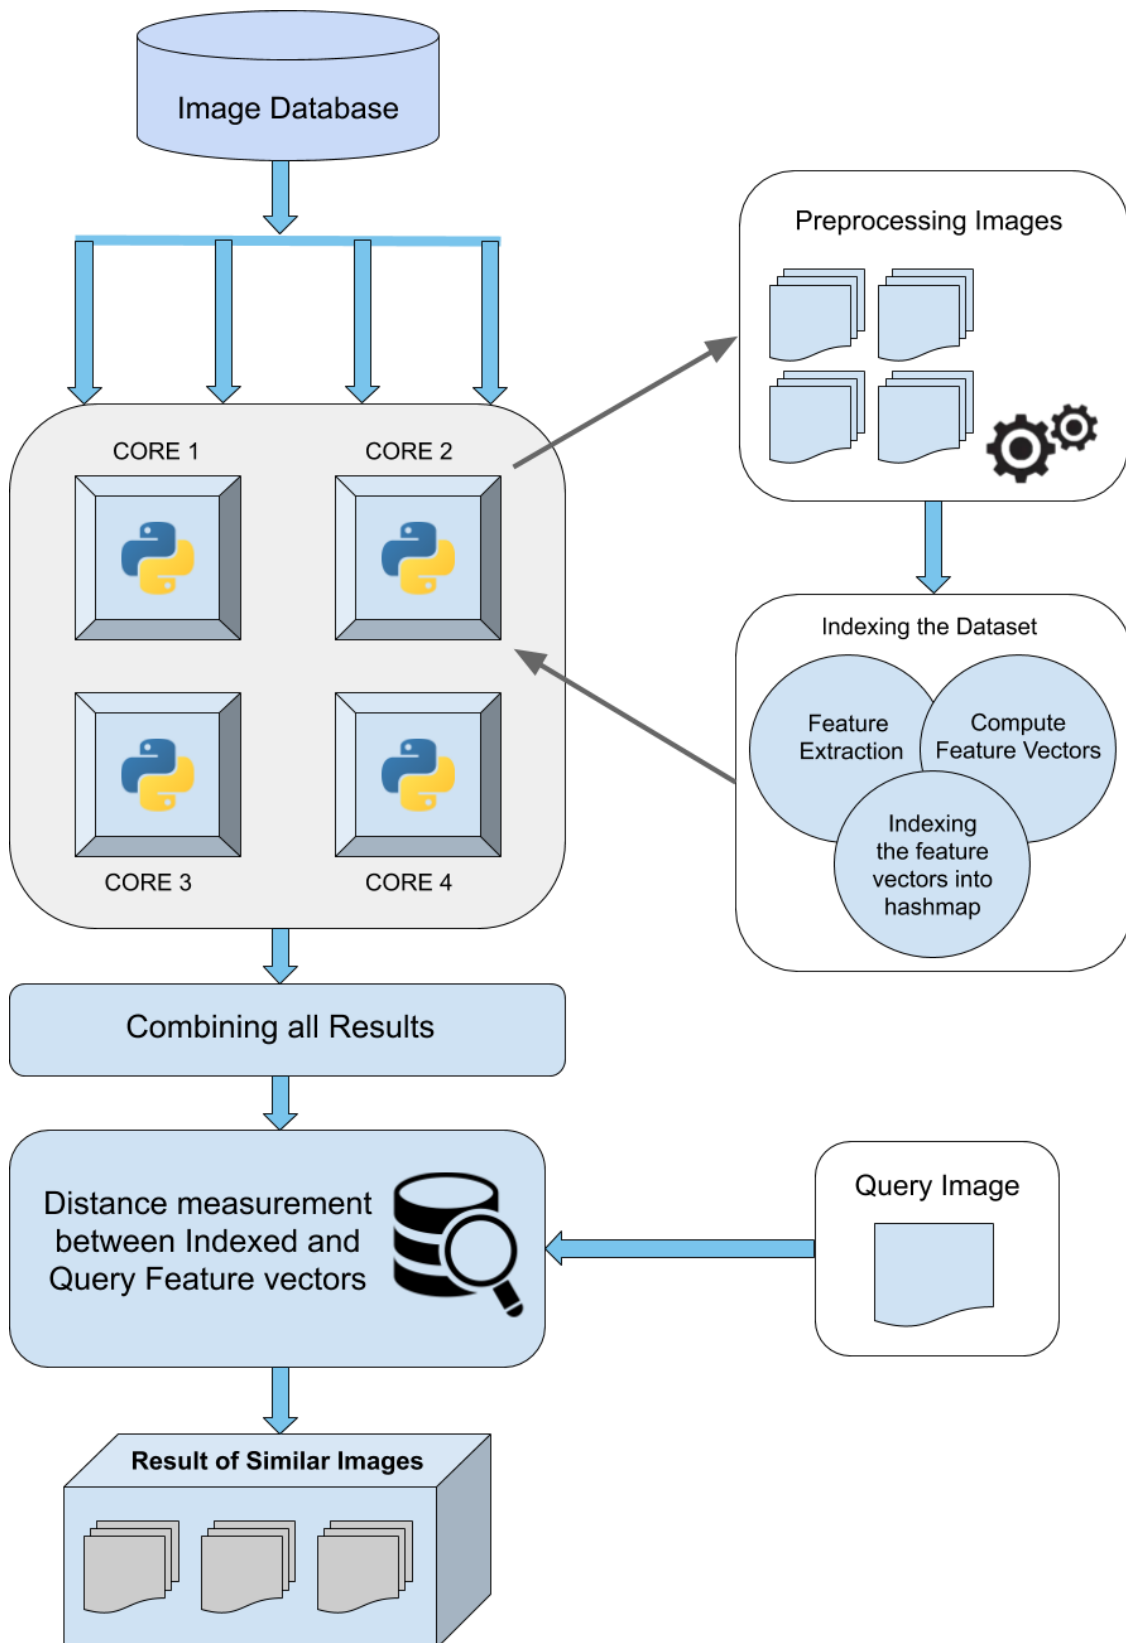 Image Database
Preprocessing Images
CORE 1
CORE 2
Indexing the Dataset
Feature
Extraction
Compute
Feature Vectors
Indexing
the feature
vectors into
hashmap
CORE 3
CORE 4
Combining all Results
Distance measurement
between Indexed and
Query Feature vectors
Query Image
Result of Similar Images